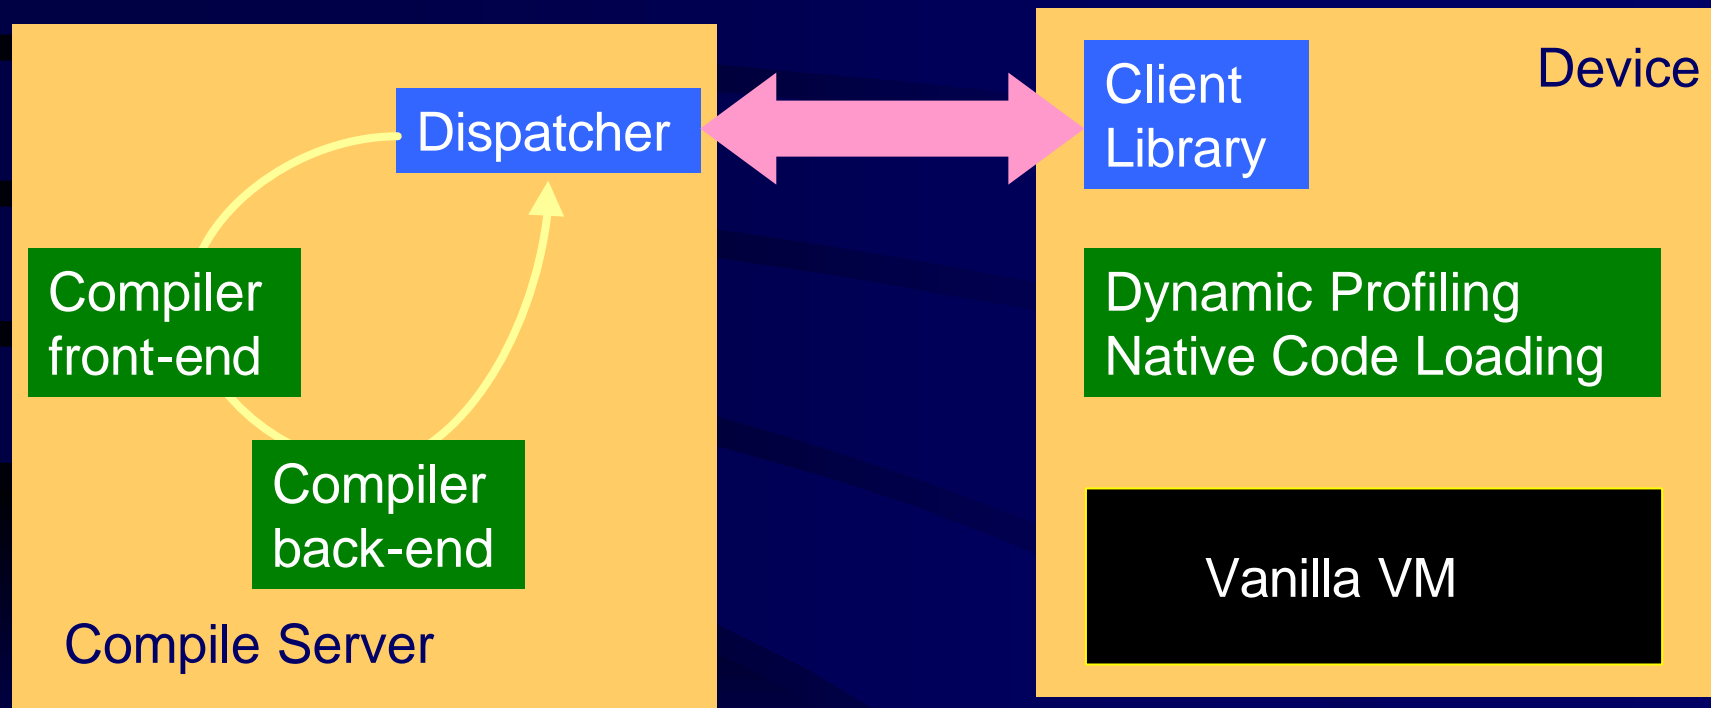 Dispatcher
Compiler
front-end
Compiler
back-end
Compile Server
Device
Client
Library
Dynamic Profiling
Native Code Loading
Vanilla VM